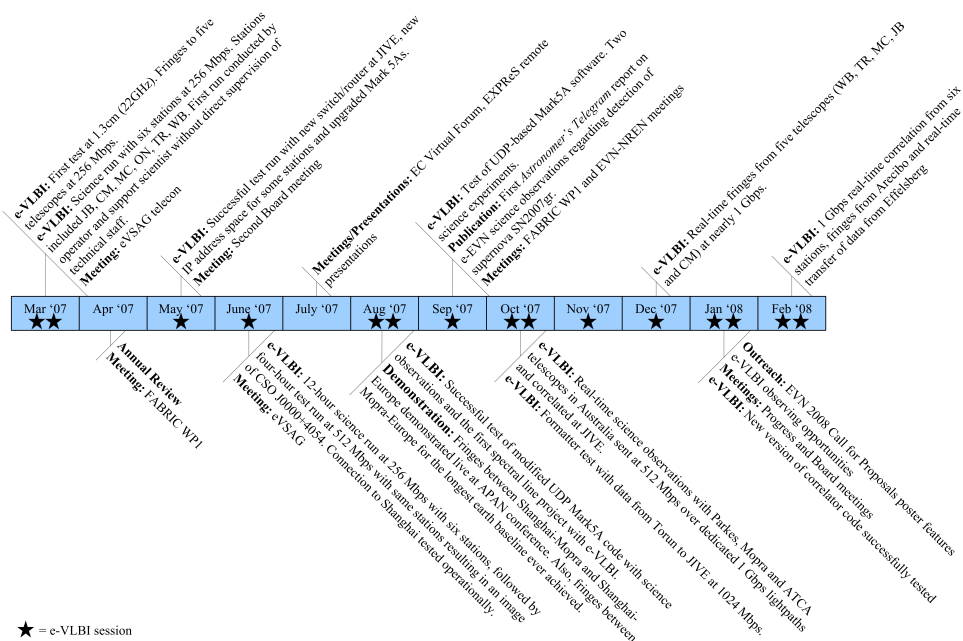 e-VLBI: First test at 1.3cm (22GHz). Fringes to five
telescopes at 256 Mbps.
e-VLBI: Science run with six stations at 256 Mbps. Stations
included JB, CM, MC, ON, TR, WB. First run conducted by
operator and support scientist without direct supervision of
technical staff.
Meeting: eVSAG telecon
e-VLBI: Successful test run with new switch/router at JIVE, new
IP address space for some stations and upgraded Mark 5As.
Meeting: Second Board meeting
Meetings/Presentations: EC Virtual Forum, EXPReS remote
presentations
e-VLBI: Test of UDP-based Mark5A software. Two
science experiments.
Publication: First Astronomer's Telegram report on
e-EVN science observations regarding detection of
supernova SN2007gr.
Meetings: FABRIC WP1 and EVN-NREN meetings
e-VLBI: Real-time fringes from five telescopes (WB, TR, MC, JB
and CM) at nearly 1 Gbps.
e-VLBI: 1 Gbps real-time correlation from six
stations, fringes from Arecibo and real-time
transfer of data from Effelsberg
Mar ‘07
Apr ‘07
May ‘07
June ‘07
July ‘07
Aug ‘07
Sep ‘07
Oct ‘07
Nov ‘07
Dec ‘07
Jan ‘08
Feb ‘08
Annual Review
Meeting: FABRIC WP1
e-VLBI: 12-hour science run at 256 Mbps with six stations, followed by
four-hour test run at 512 Mbps with same stations resulting in an image
of CSO J0000+4054. Connection to Shanghai tested operationally.
Meeting: eVSAG
e-VLBI: Successful test of modified UDP Mark5A code with science
observations and the first spectral line project with e-VLBI.
Demonstration: Fringes between Shanghai-Mopra and Shanghai-
Europe demonstrated live at APAN conference. Also, fringes between
Mopra-Europe for the longest earth baseline ever achieved.
e-VLBI: Real-time science observations with Parkes, Mopra and ATCA
telescopes in Australia sent at 512 Mbps over dedicated 1 Gbps lightpaths
and correlated at JIVE.
e-VLBI: Formatter test with data from Torun to JIVE at 1024 Mbps.
Outreach: EVN 2008 Call for Proposals poster features
e-VLBI observing opportunities
Meetings: Progress and Board meetings
e-VLBI: New version of correlator code successfully tested
= e-VLBI session